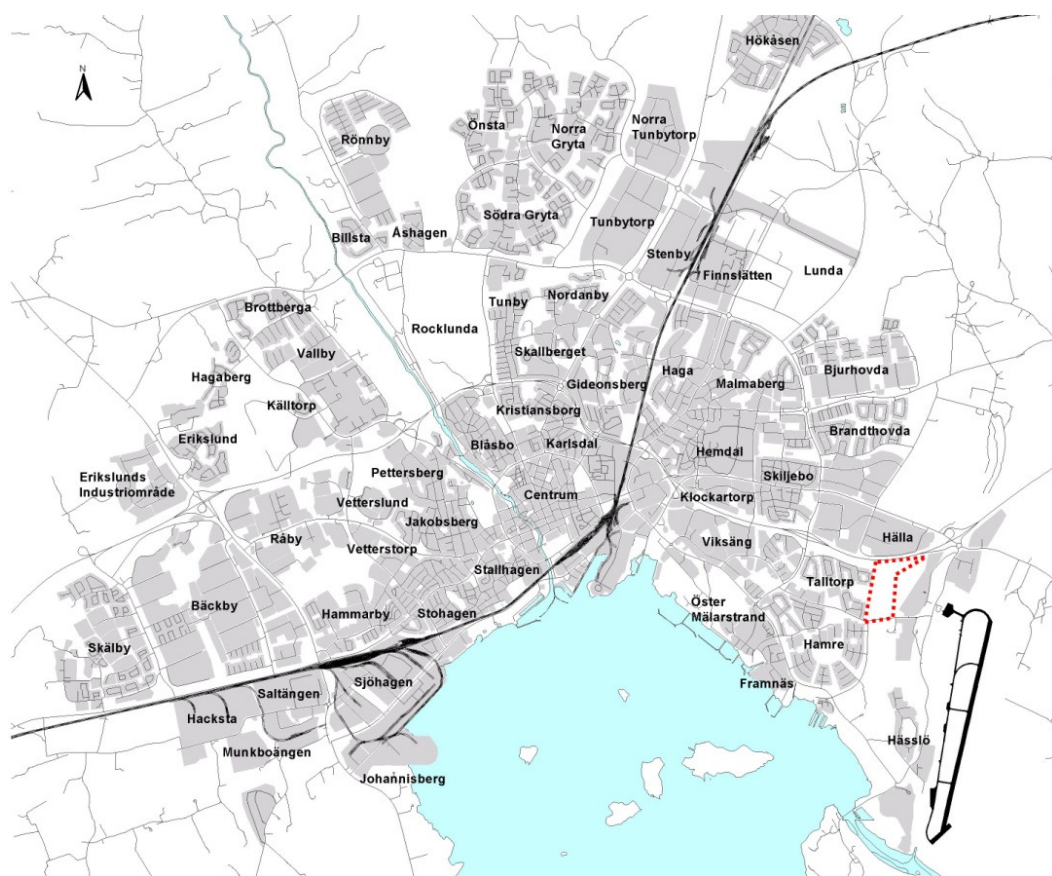 Hökåsen
N
Önsta
Norra
Gryta
Norra
Tunbytorp
Rönnby
Södra Gryta
Tunbytorp
Billsta
Åshagen
Stenby
Finnslätten
Lunda
Brottberga
Tunby
Nordanby
Rocklunda
Vallby
Skallberget
Hagaberg
Gideonsberg
Haga
Malmaberg
Bjurhovda
Källtorp
Kristiansborg
Erikslund
Blåsbo
Karlsdal
Hemdal
Brandthovda
Pettersberg
Skiljebo
Erikslunds
Industriområde
Vetterslund
Centrum
Klockartorp
Jakobsberg
Råby
Viksäng
Hälla
Vetterstorp
Stallhagen
Talltorp
Bäckby
Hammarby
Stohagen
Öster
Mälarstrand
Skälby
Hamre
Sjöhagen
Framnäs
Saltängen
Hacksta
Hässlö
Munkboängen
Johannisberg